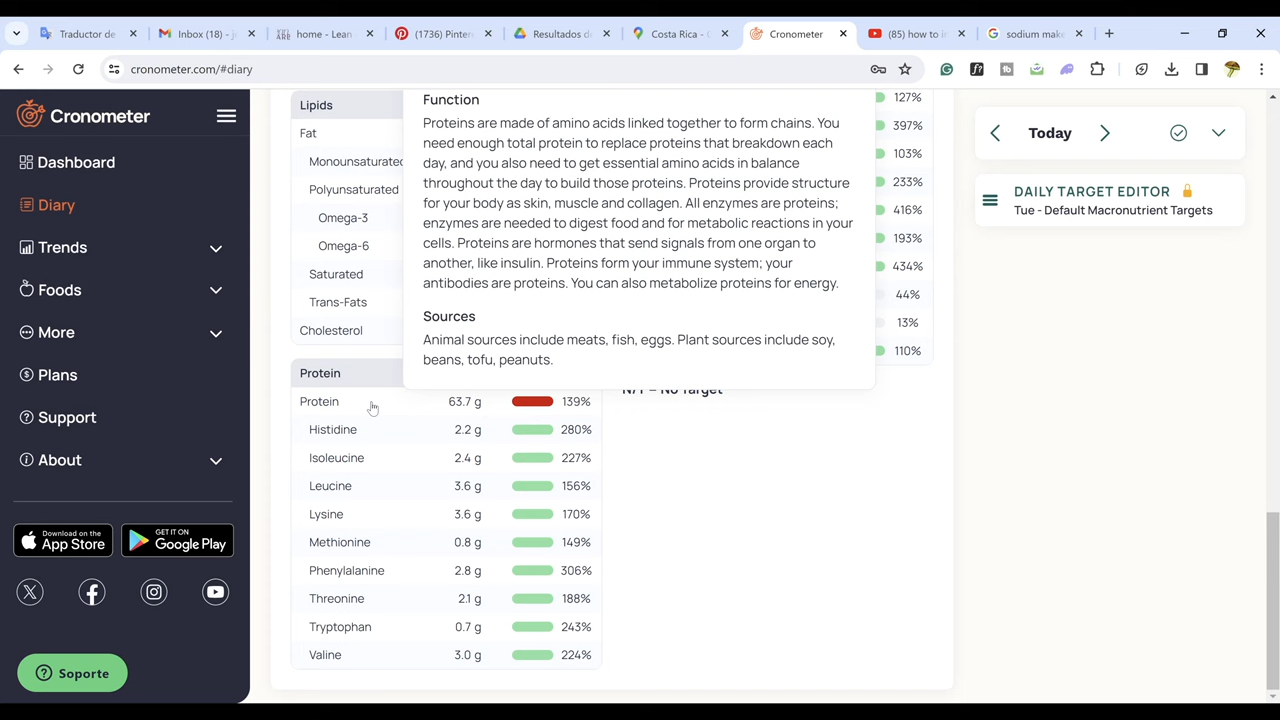 Traductor de
Inbox (18) - j
home - Lean
(1736) Pinter
Resultados de
Costa Rica - G
Cronometer
(85) how to in
sodium make
cronometer.com/#diary
Cronometer
Dashboard
Diary
Trends
Foods
More
Plans
Support
About
Download on the
App Store
GET IT ON
Google Play
Soporte
Lipids
Fat
Monounsaturated
Polyunsaturated
Omega-3
Omega-6
Saturated
Trans-Fats
Cholesterol
Function
Proteins are made of amino acids linked together to form chains. You
need enough total protein to replace proteins that breakdown each
day, and you also need to get essential amino acids in balance
throughout the day to build those proteins. Proteins provide structure
for your body as skin, muscle and collagen. All enzymes are proteins;
enzymes are needed to digest food and for metabolic reactions in your
cells. Proteins are hormones that send signals from one organ to
another, like insulin. Proteins form your immune system; your
antibodies are proteins. You can also metabolize proteins for energy.
Sources
Animal sources include meats, fish, eggs. Plant sources include soy,
beans, tofu, peanuts.
127%
397%
103%
233%
416%
193%
434%
44%
13%
110%
N/T = No Target
Protein
Protein 63.7 g 139%
Histidine 2.2 g 280%
Isoleucine 2.4 g 227%
Leucine 3.6 g 156%
Lysine 3.6 g 170%
Methionine 0.8 g 149%
Phenylalanine 2.8 g 306%
Threonine 2.1 g 188%
Tryptophan 0.7 g 243%
Valine 3.0 g 224%
Today
DAILY TARGET EDITOR
Tue - Default Macronutrient Targets